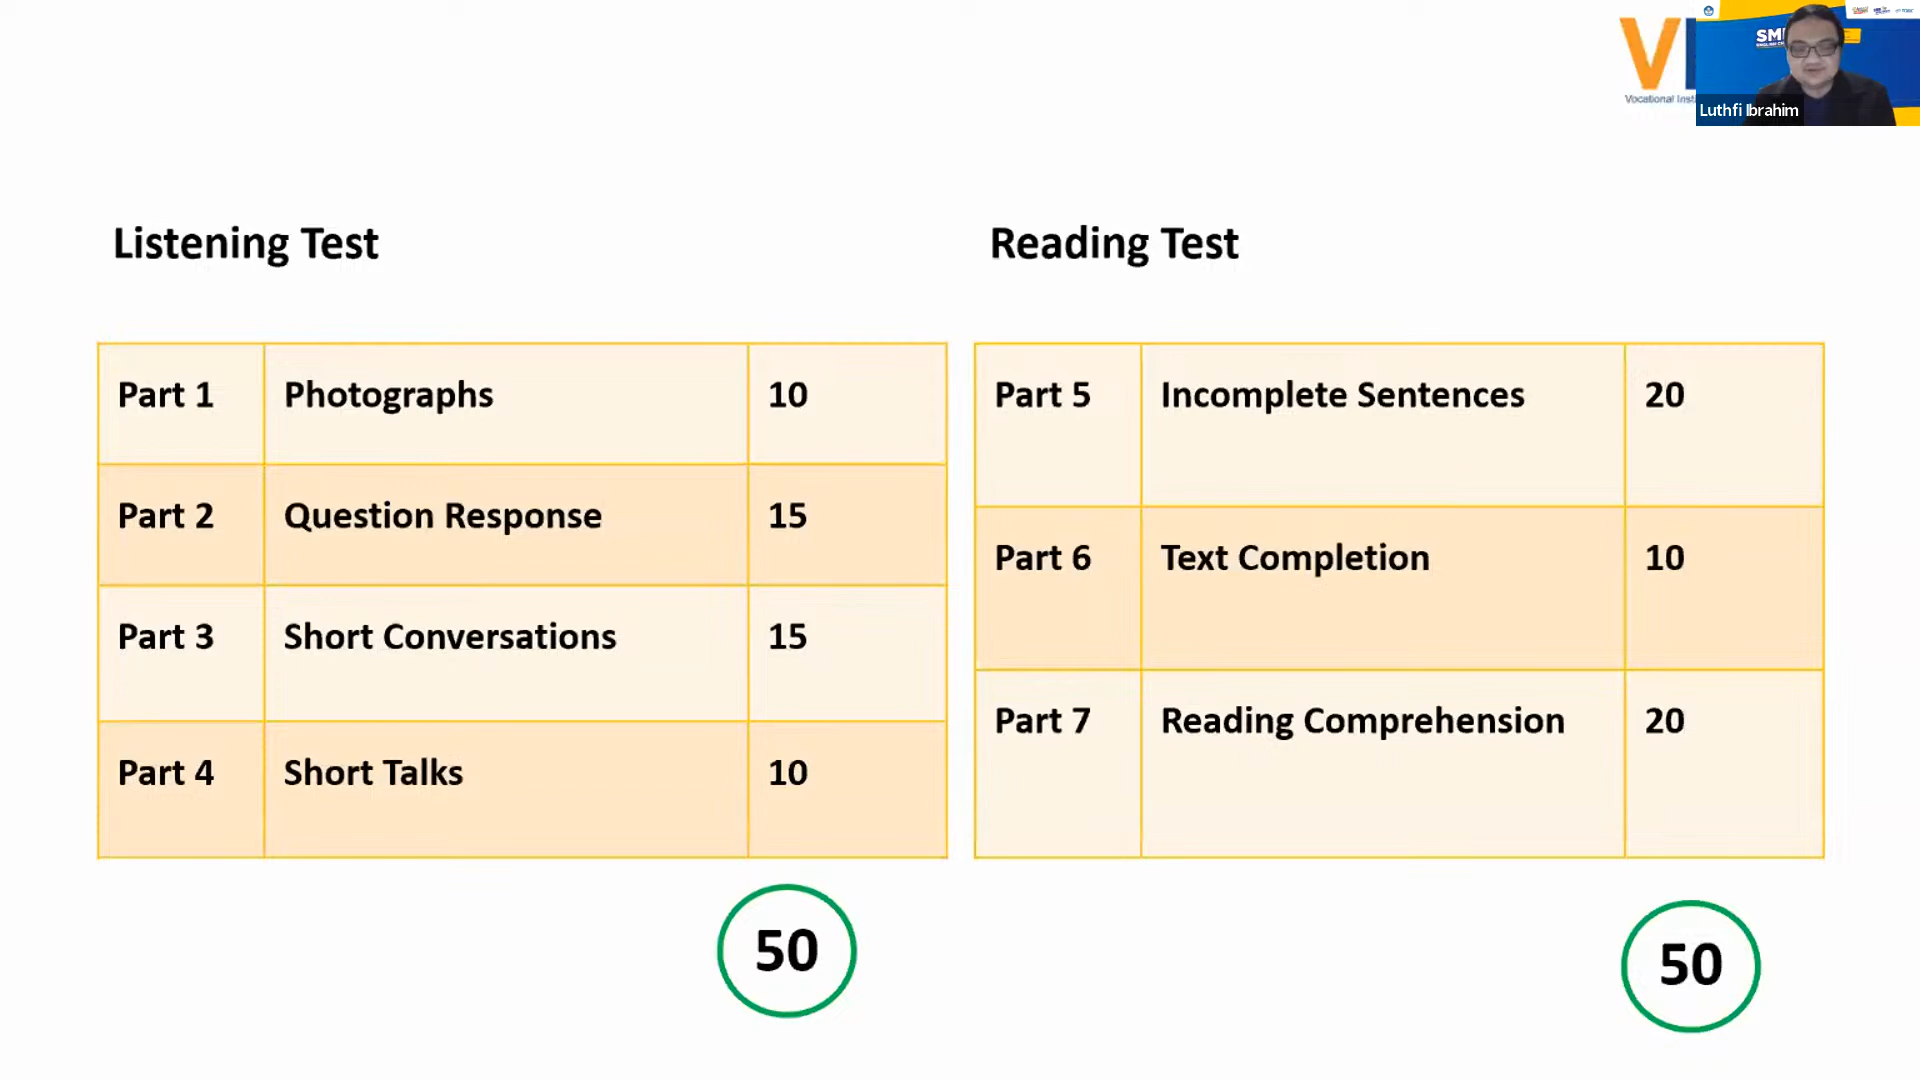 Luthfi Ibrahim
Listening Test
Part 1 Photographs 10
Part 2 Question Response 15
Part 3 Short Conversations 15
Part 4 Short Talks 10
50
Reading Test
Part 5 Incomplete Sentences 20
Part 6 Text Completion 10
Part 7 Reading Comprehension 20
50
V
Vocational